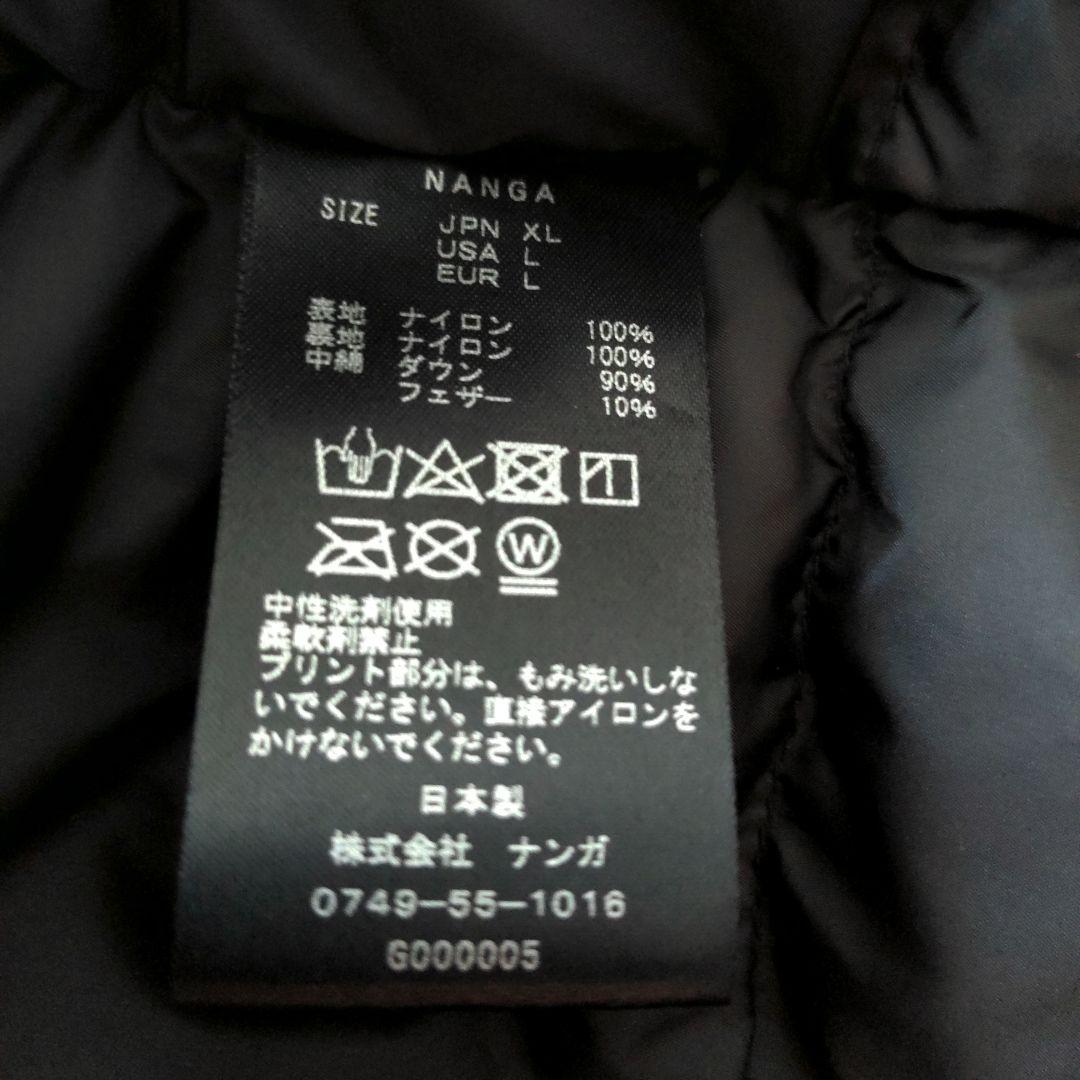 NANGA
SIZE JPN XL
USA L
EUR L
表地 ナイロン 100%
裏地 ナイロン 100%
中綿 ダウン 90%
フェザー 10%
W
中性洗剤使用
柔軟剤禁止
プリント部分は、もみ洗いしな
いでください。直接アイロンを
かけないでください。
日本製
株式会社 ナンガ
0749-55-1016
G000005